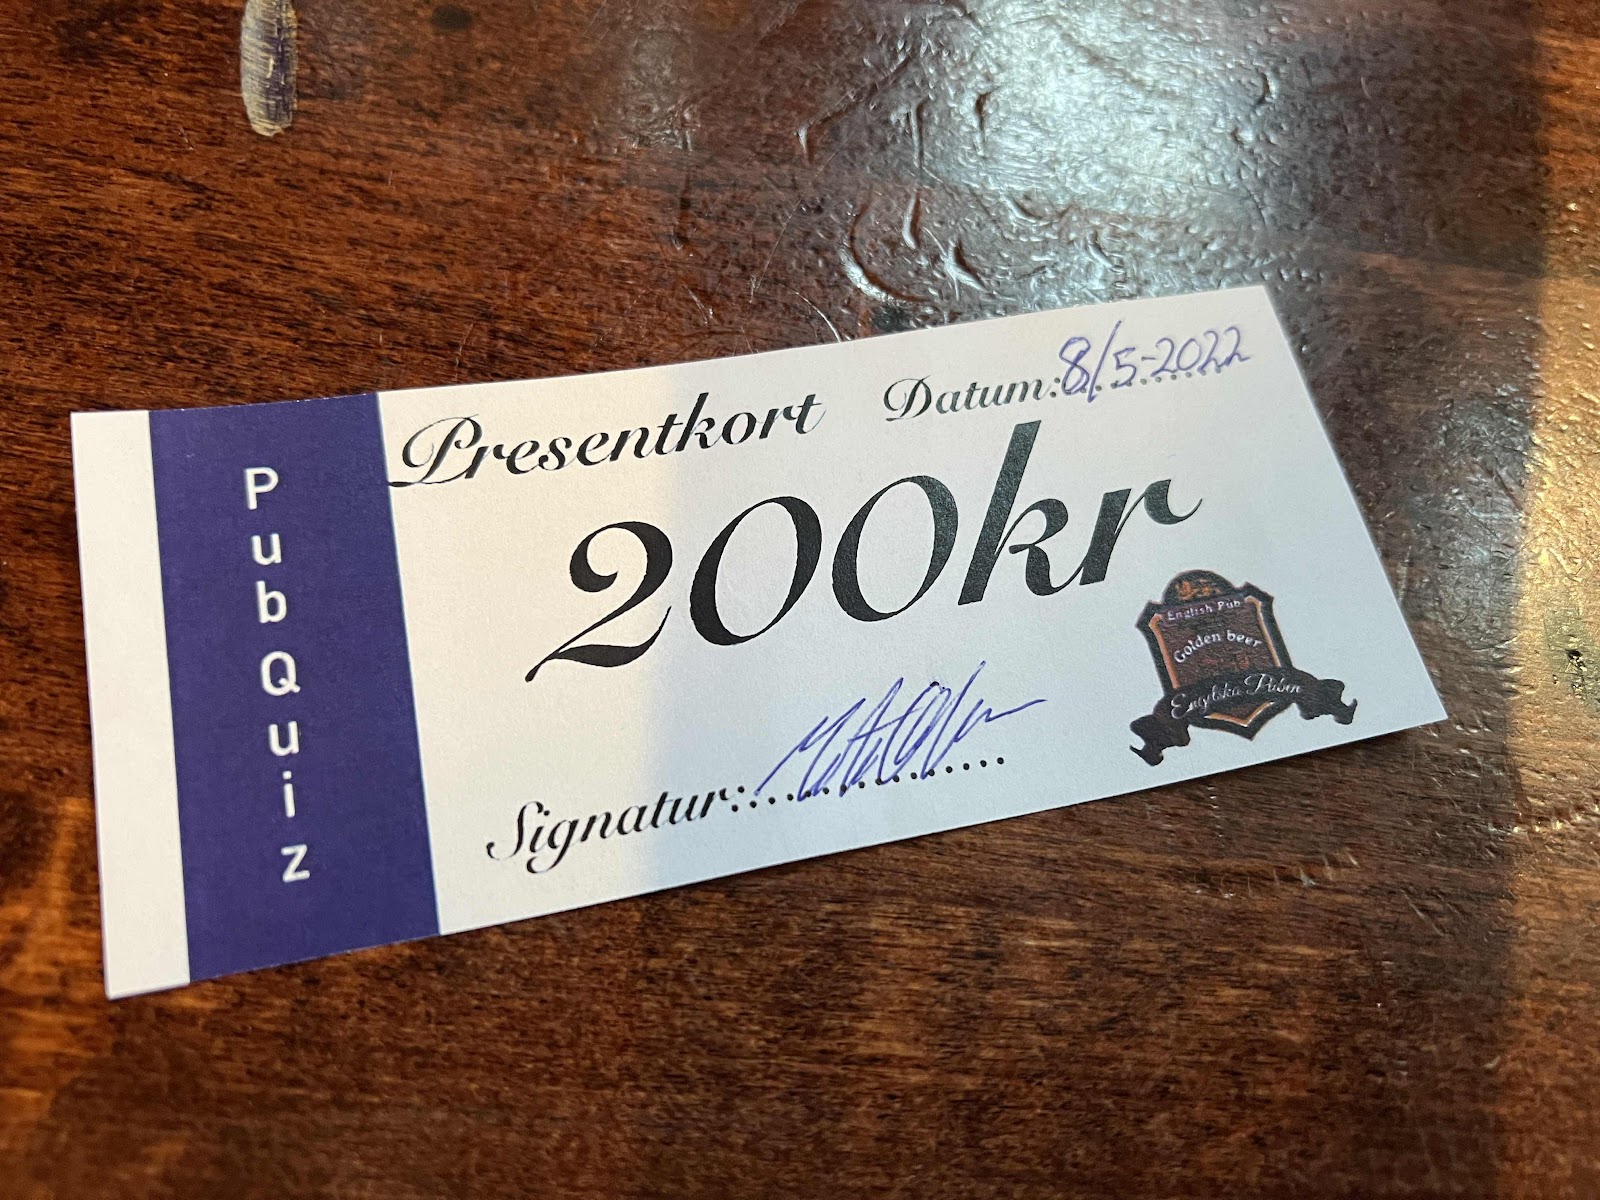 PubQuiz
Presentkort
Datum: 8/5-2022
200kr
Signatur:
English Pub
Golden beer
Engelska Puben